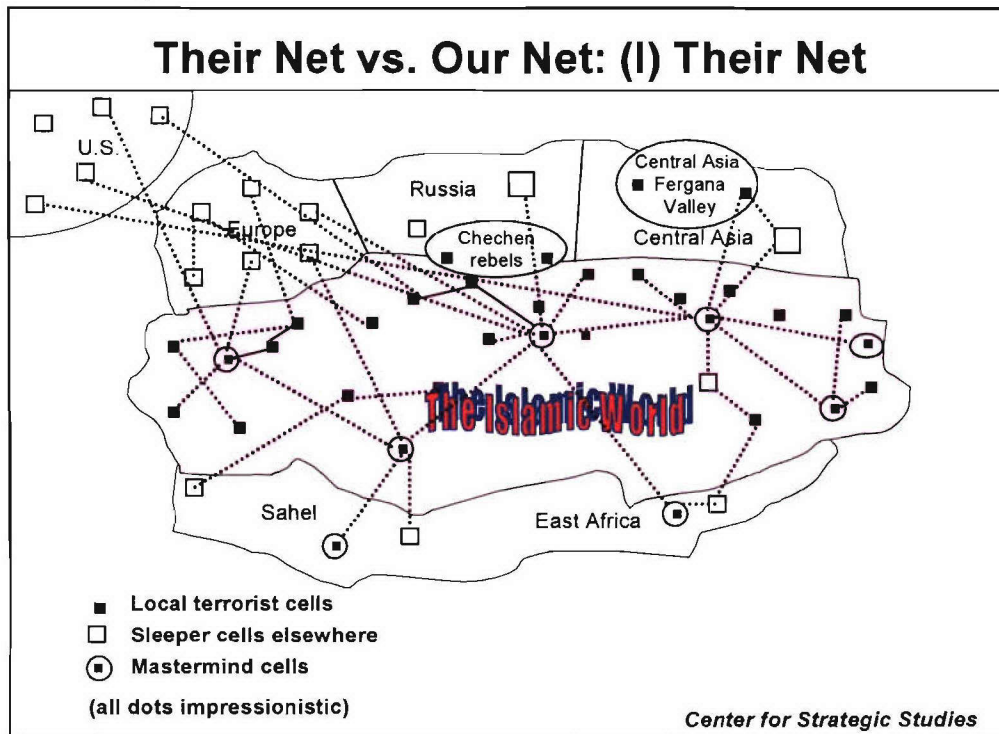 Their Net vs. Our Net: (I) Their Net
U.S.
Europe
Russia
Chechen
rebels
Central Asia
Fergana
Valley
Central Asia
The Islamic World
Sahel
East Africa
Local terrorist cells
Sleeper cells elsewhere
Mastermind cells
(all dots impressionistic)
Center for Strategic Studies